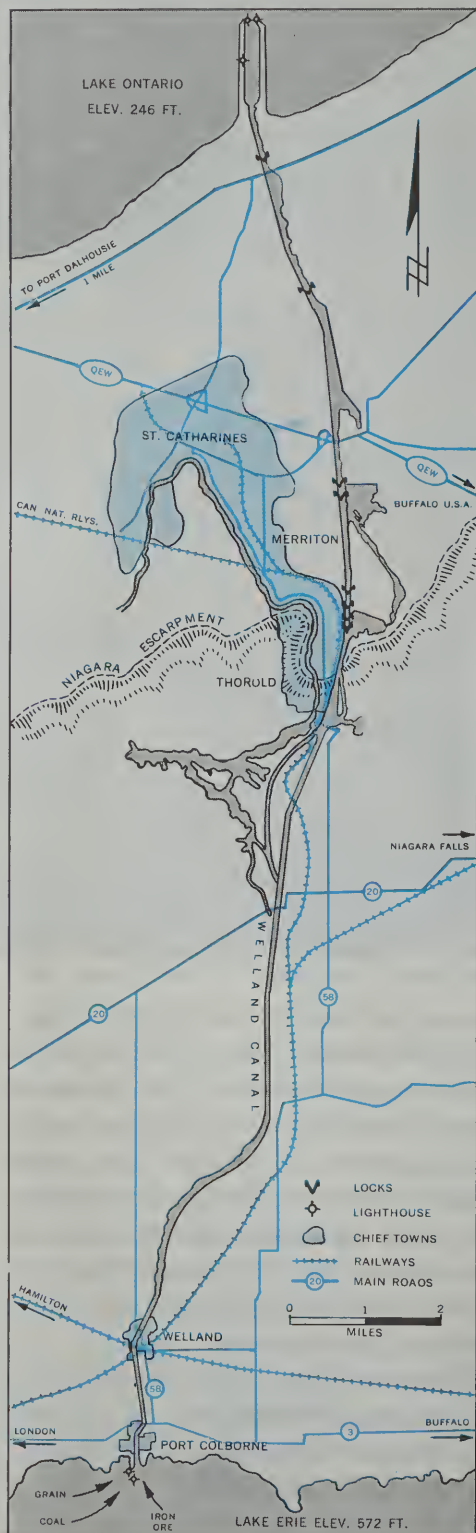 LAKE ONTARIO
ELEV. 246 FT.
TO PORT DALHOUSIE
1 MILE
QEW
ST. CATHARINES
QEW
BUFFALO U.S.A.
CAN NAT. RLYS.
MERRITON
NIAGARA ESCARPMENT
THOROLD
NIAGARA FALLS
20
WELLAND CANAL
58
20
LOCKS
LIGHTHOUSE
CHIEF TOWNS
RAILWAYS
20 MAIN ROAOS
0 1 2
MILES
HAMILTON
WELLAND
58
LONDON
3
BUFFALO
PORT COLBORNE
GRAIN
COAL
IRON
ORE
LAKE ERIE ELEV. 572 FT.